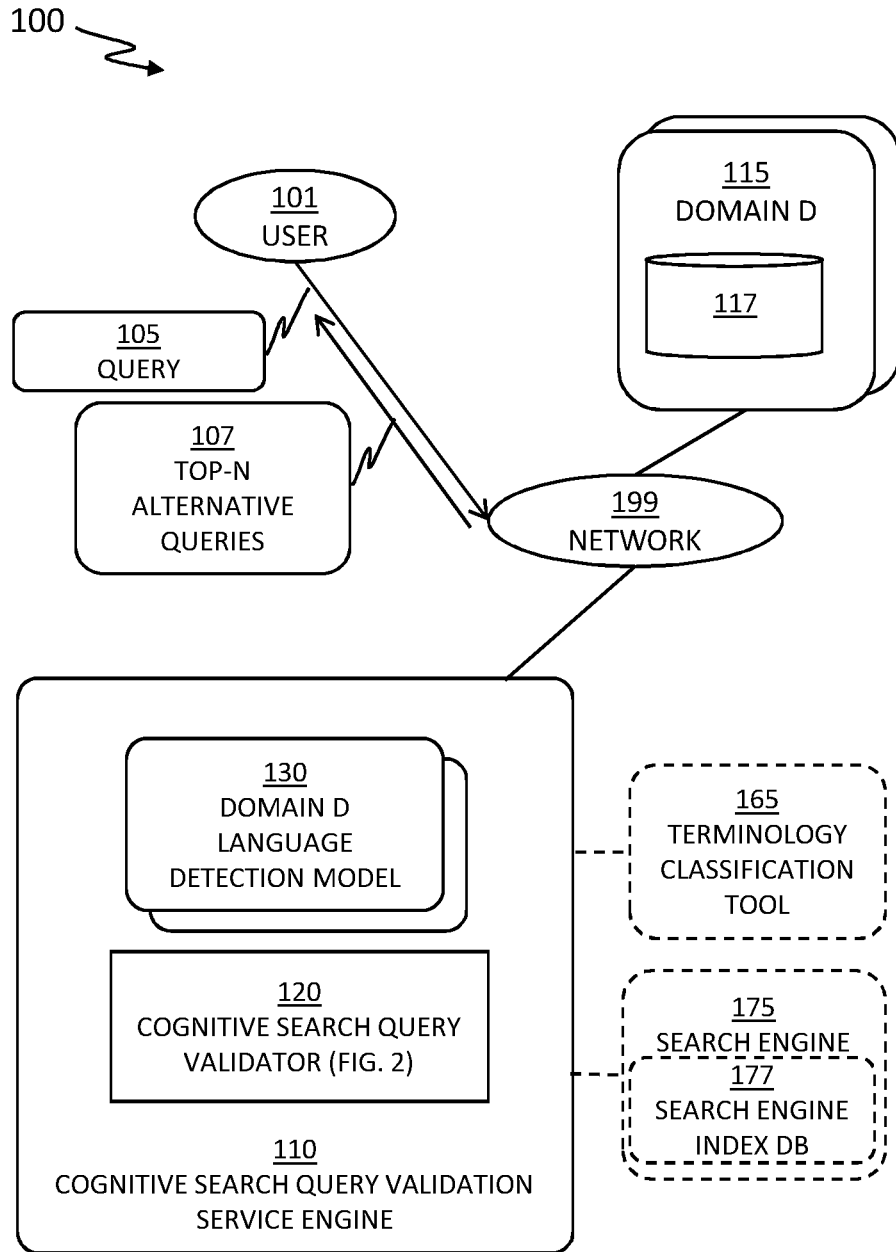 100
101
USER
115
DOMAIN D
117
105
QUERY
107
TOP-N
ALTERNATIVE
QUERIES
199
NETWORK
130
DOMAIN D
LANGUAGE
DETECTION MODEL
165
TERMINOLOGY
CLASSIFICATION
TOOL
120
COGNITIVE SEARCH QUERY
VALIDATOR (FIG. 2)
175
SEARCH ENGINE
177
SEARCH ENGINE
INDEX DB
110
COGNITIVE SEARCH QUERY VALIDATION
SERVICE ENGINE